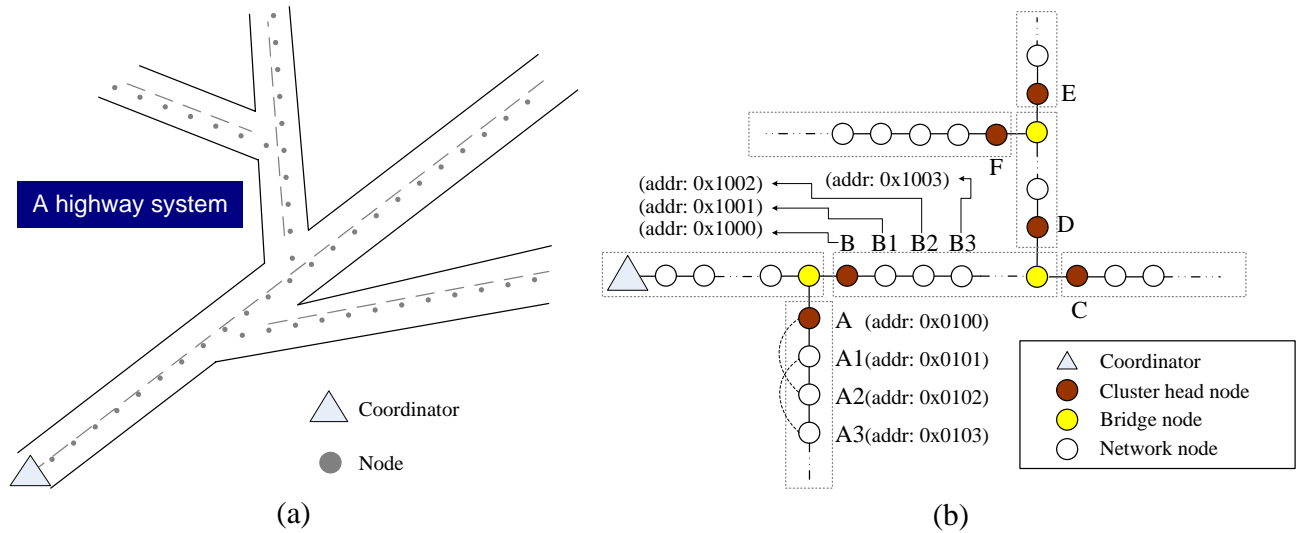 A highway system
Coordinator
Node
(a)
E
F
(addr: 0x1002)
(addr: 0x1003)
(addr: 0x1001)
(addr: 0x1000)
B
B1
B2
B3
D
C
A
(addr: 0x0100)
A1(addr: 0x0101)
A2(addr: 0x0102)
A3(addr: 0x0103)
Coordinator
Cluster head node
Bridge node
Network node
(b)